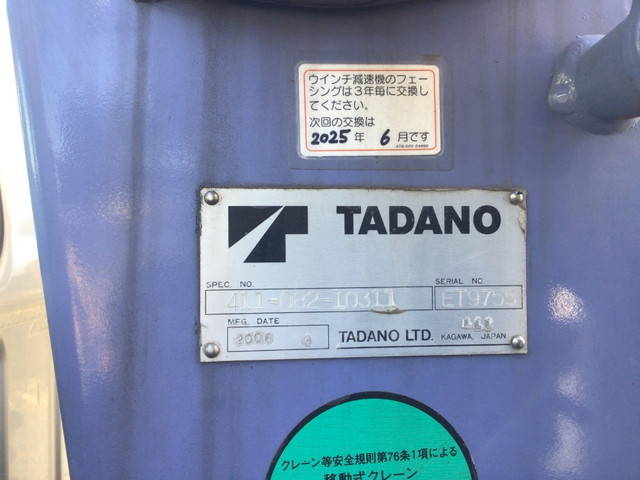 ウインチ減速機のフェー
シングは3年毎に交換し
てください。
次回の交換は
2025年 6月です
TADANO
SPEC. NO.
SERIAL NO.
ET9755
MFG. DATE
2006
TADANO LTD. KAGAWA, JAPAN
クレーン等安全規則第76条1項による
移動式クレーン